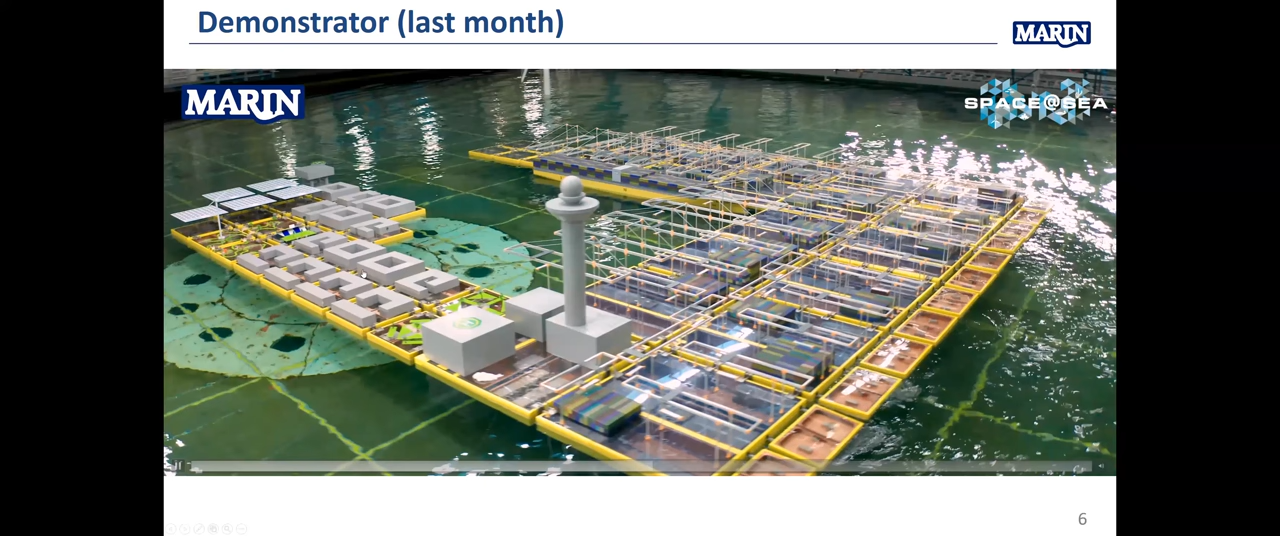 Demonstrator (last month)
MARIN
MARIN
SPACE@SEA
6